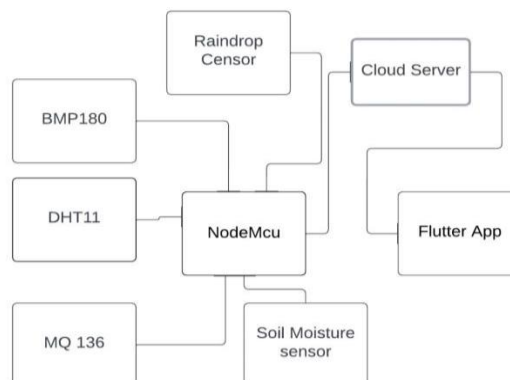 Raindrop
Censor
Cloud Server
BMP180
DHT11
NodeMcu
Flutter App
MQ 136
Soil Moisture
sensor